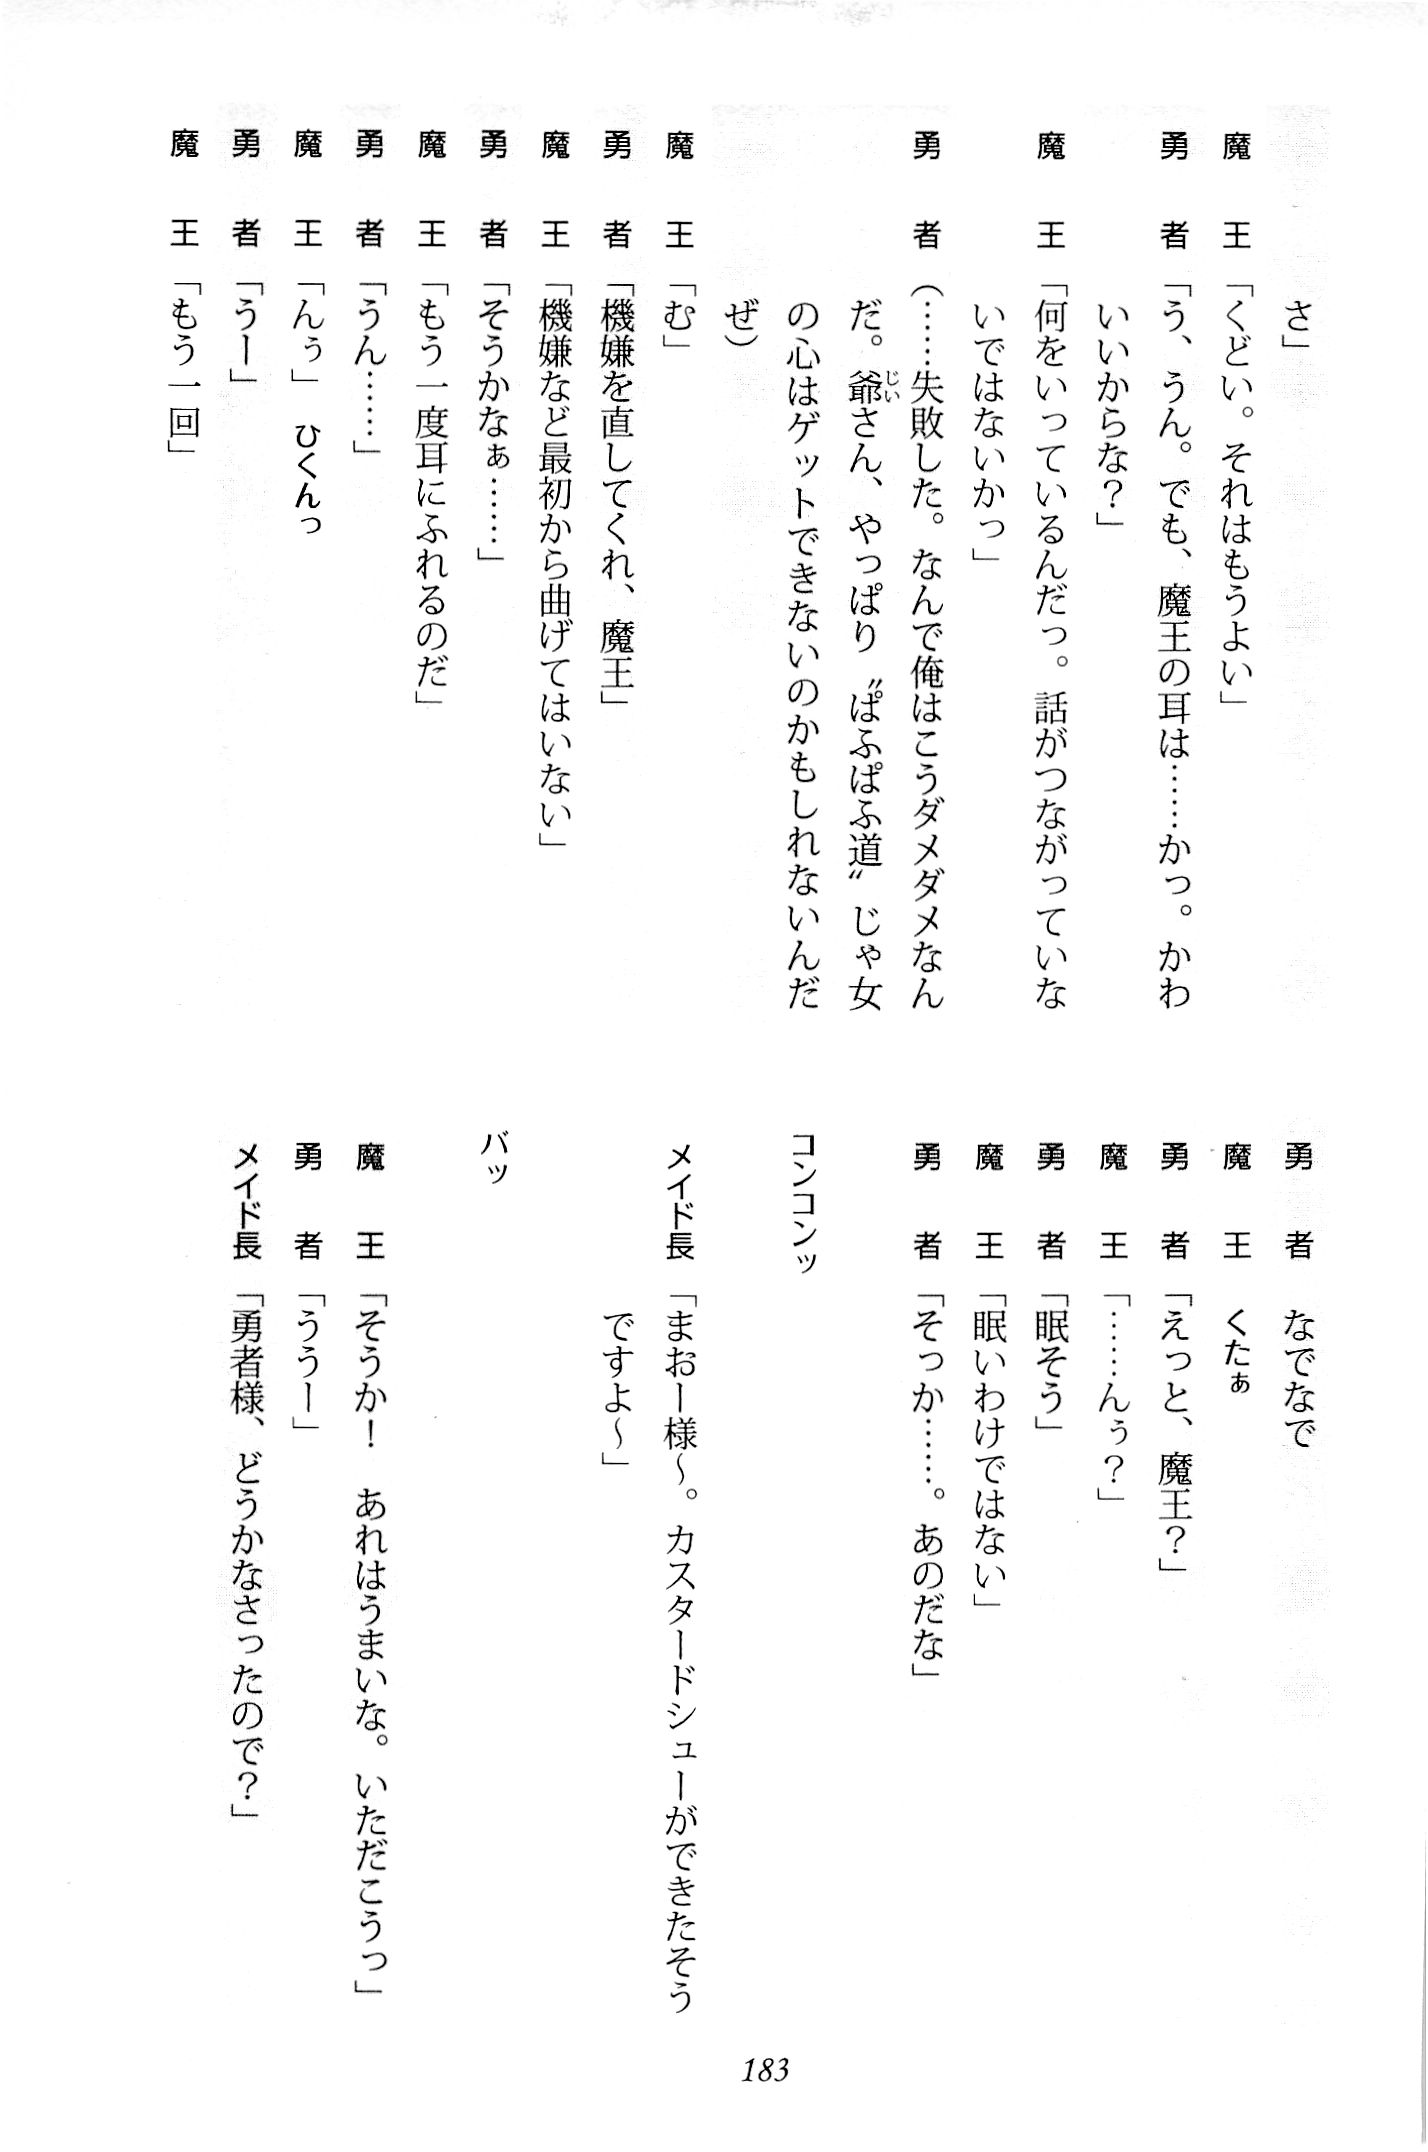 さ」
魔　王「くどい。それはもうよい」
勇　者「う、うん。でも、魔王の耳は……かっ。かわ
いいからな？」
魔　王「何をいっているんだっ。話がつながっていな
いではないかっ」
勇　者（……失敗した。なんで俺はこうダメダメなん
だ。爺じいさん、やっぱり〝ぱふぱふ道〟じゃ女
の心はゲットできないのかもしれないんだ
ぜ）
魔　王「む」
勇　者「機嫌を直してくれ、魔王」
魔　王「機嫌など最初から曲げてはいない」
勇　者「そうかなぁ……」
魔　王「もう一度耳にふれるのだ」
勇　者「うん……」
魔　王「んぅ」　ひくんっ
勇　者「うー」
魔　王「もう一回」
勇　者　なでなで
魔　王　くたぁ
勇　者「えっと、魔王？」
魔　王「……んぅ？」
勇　者「眠そう」
魔　王「眠いわけではない」
勇　者「そっか……。あのだな」
コンコンッ
メイド長「まおー様～。カスタードシューができたそう
ですよ～」
バッ
魔　王「そうか！　あれはうまいな。いただこうっ」
勇　者「ううー」
メイド長「勇者様、どうかなさったので？」
183